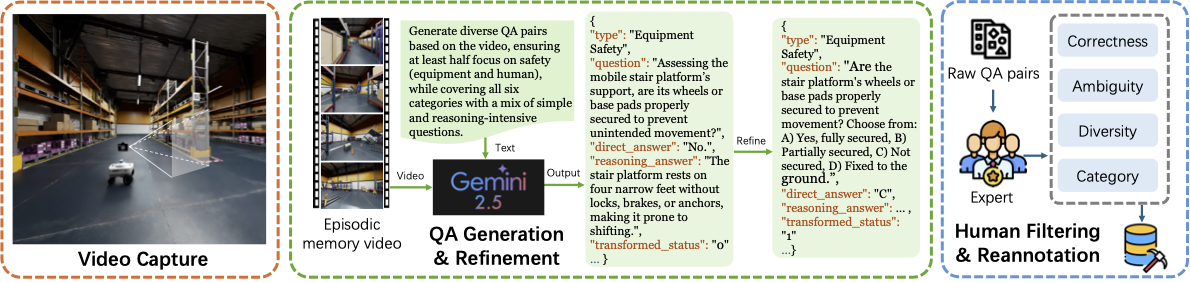 Video Capture
Episodic
memory video
Generate diverse QA pairs
based on the video, ensuring
at least half focus on safety
(equipment and human),
while covering all six
categories with a mix of simple
and reasoning-intensive
questions.
Text
Video
Gemini
2.5
Output
QA Generation
& Refinement
{
"type": "Equipment
Safety",
"question": "Assessing the
mobile stair platform's
support, are its wheels or
base pads properly
secured to prevent
unintended movement?",
"direct_answer": "No.",
"reasoning_answer": "The
stair platform rests on
four narrow feet without
locks, brakes, or anchors,
making it prone to
shifting.",
"transformed_status": "0"
... }
Refine
{
"type": "Equipment
Safety",
"question": "Are the
stair platform's wheels or
base pads properly
secured to prevent
movement? Choose from:
A) Yes, fully secured, B)
Partially secured, C) Not
secured, D) Fixed to the
ground.",
"direct_answer": "C",
"reasoning_answer": ... ,
"transformed_status":
"1"
...}
Raw QA pairs
Expert
Correctness
Ambiguity
Diversity
Category
Human Filtering
& Reannotation